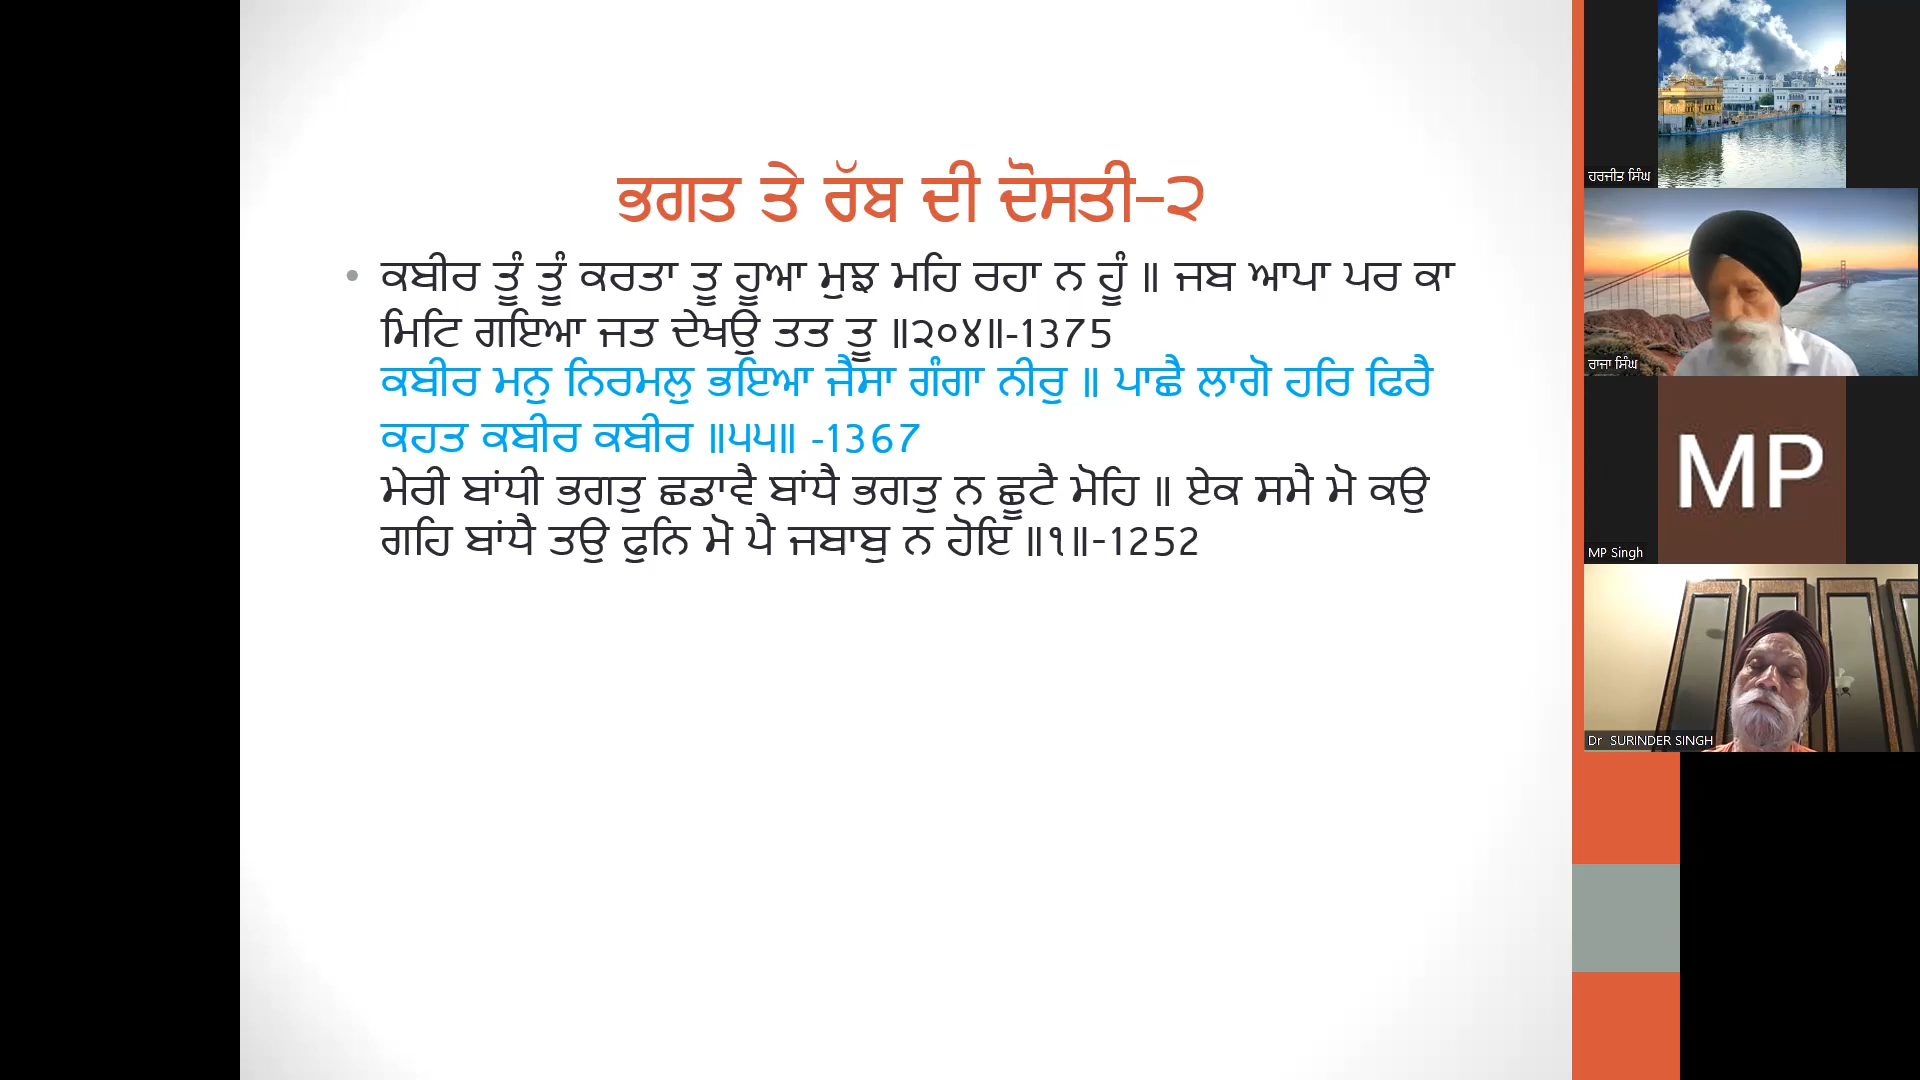 ਭਗਤ ਤੇ ਰੱਬ ਦੀ ਦੋਸਤੀ–੨
• ਕਬੀਰ ਤੂੰ ਤੂੰ ਕਰਤਾ ਤੂ ਹੂਆ ਮੁਝ ਮਹਿ ਰਹਾ ਨ ਹੂੰ ॥ ਜਬ ਆਪਾ ਪਰ ਕਾ
ਮਿਟਿ ਗਇਆ ਜਤ ਦੇਖਉ ਤਤ ਤੂ ॥੨੦੪॥-1375
ਕਬੀਰ ਮਨੁ ਨਿਰਮਲੁ ਭਇਆ ਜੈਸਾ ਗੰਗਾ ਨੀਰੁ ॥ ਪਾਛੈ ਲਾਗੋ ਹਰਿ ਫਿਰੈ
ਕਹਤ ਕਬੀਰ ਕਬੀਰ ॥੫੫॥ -1367
ਮੇਰੀ ਬਾਂਧੀ ਭਗਤੁ ਛਡਾਵੈ ਬਾਂਧੈ ਭਗਤੁ ਨ ਛੂਟੈ ਮੋਹਿ ॥ ਏਕ ਸਮੈ ਮੋ ਕਉ
ਗਹਿ ਬਾਂਧੈ ਤਉ ਫੁਨਿ ਮੋ ਪੈ ਜਬਾਬੁ ਨ ਹੋਇ ॥੧॥-1252
ਹਰਜੀਤ ਸਿੰਘ
ਰਾਜਾ ਸਿੰਘ
MP
MP Singh
Dr SURINDER SINGH